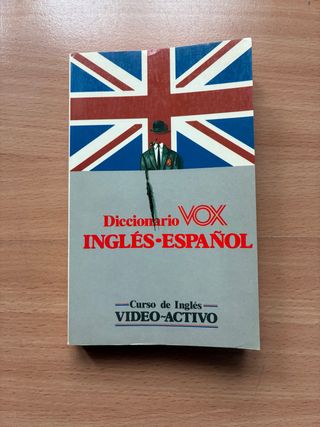 Diccionario VOX
INGLÉS-ESPAÑOL
Curso de Inglés
VIDEO-ACTIVO